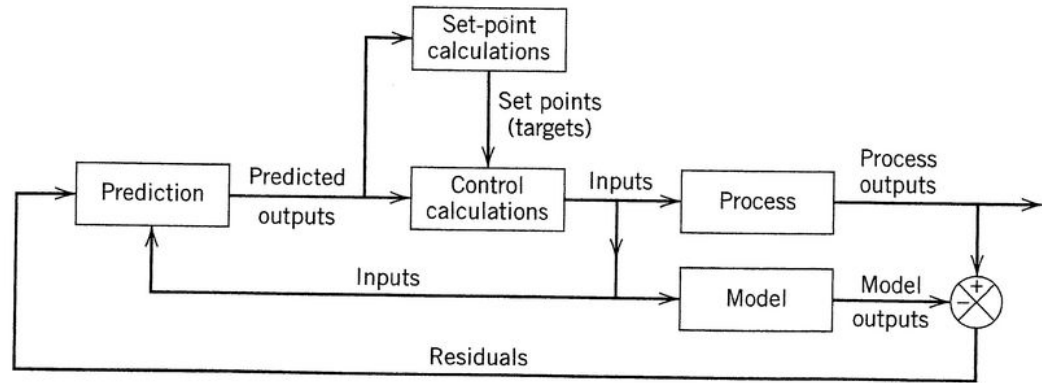 Set-point
calculations
Set points
(targets)
Prediction
Predicted
outputs
Control
calculations
Inputs
Process
Process
outputs
Inputs
Model
Model
outputs
+
−
Residuals